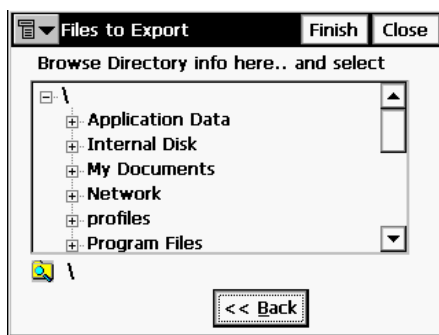 Files to Export Finish Close
Browse Directory info here.. and select
\
Application Data
Internal Disk
My Documents
Network
profiles
Program Files
\
<< Back